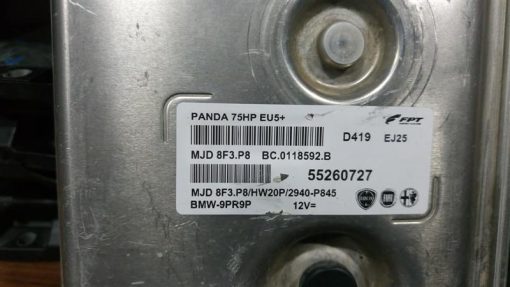 PANDA 75HP EU5+
FPT
D419 EJ25
MJD 8F3.P8 BC.0118592.B
55260727
MJD 8F3.P8/HW20P/2940-P845
BMW-9PR9P 12V=
FIAT